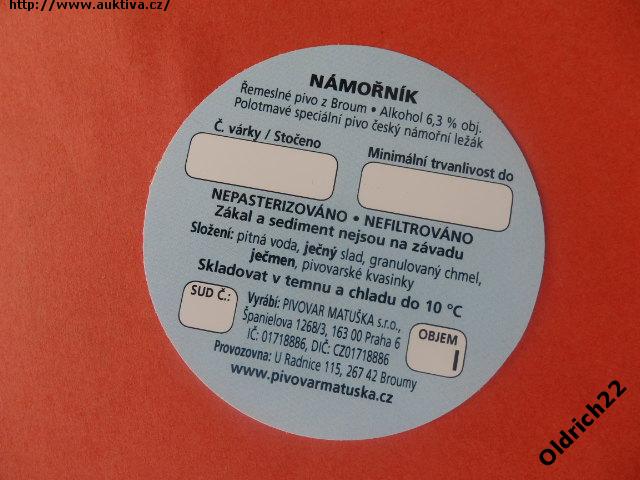 http://www.auktiva.cz/
NÁMOŘNÍK
Řemeslné pivo z Broum • Alkohol 6,3 % obj.
Polotmavé speciální pivo český námořní ležák
Č. várky / Stočeno
Minimální trvanlivost do
NEPASTERIZOVÁNO • NEFILTROVÁNO
Zákal a sediment nejsou na závadu
Složení: pitná voda, ječný slad, granulovaný chmel,
ječmen, pivovarské kvasinky
Skladovat v temnu a chladu do 10 °C
SUD Č.:
Vyrábí: PIVOVAR MATUŠKA s.r.o.,
Španielova 1268/3, 163 00 Praha 6
IČ: 01718886, DIČ: CZ01718886
OBJEM
l
Provozovna: U Radnice 115, 267 42 Broumy
www.pivovarmatuska.cz
Oldrich22